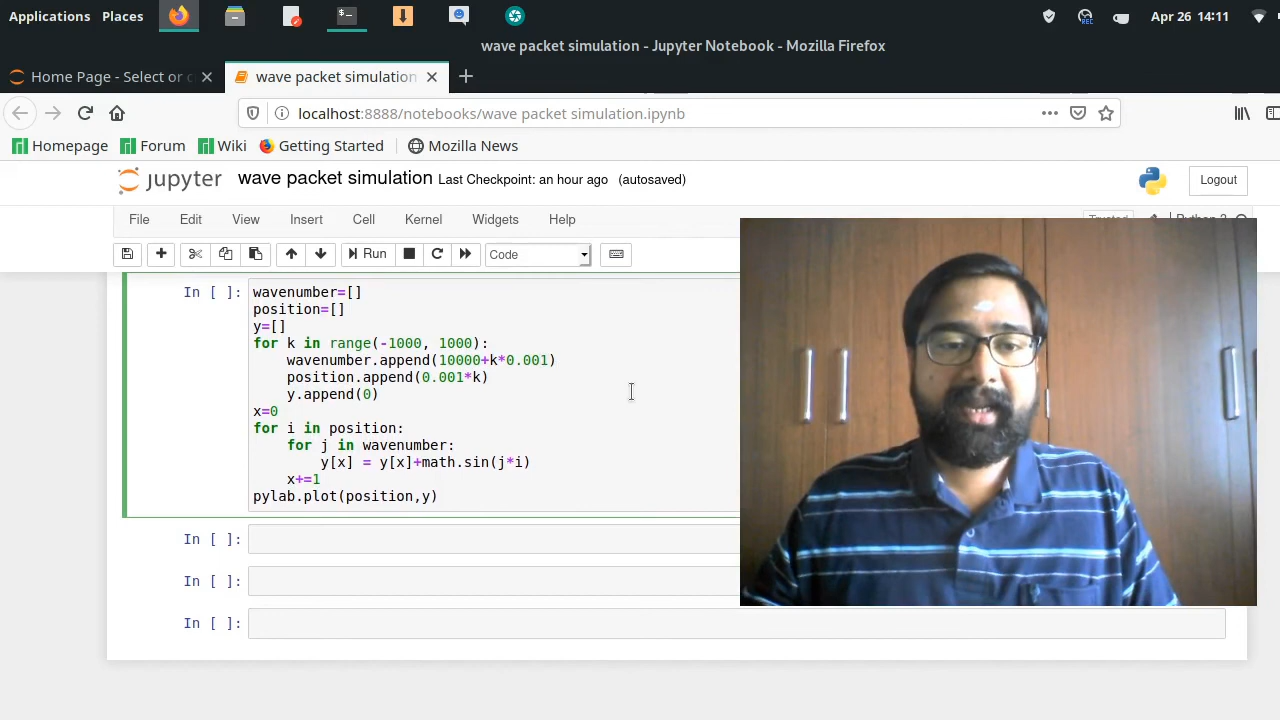 Applications Places
REC
Apr 26 14:11
wave packet simulation - Jupyter Notebook - Mozilla Firefox
Home Page - Select or c
wave packet simulation
localhost:8888/notebooks/wave packet simulation.ipynb
Homepage Forum Wiki Getting Started Mozilla News
jupyter wave packet simulation Last Checkpoint: an hour ago (autosaved)
Logout
File Edit View Insert Cell Kernel Widgets Help
Run Code
In [ ]: wavenumber=[]
position=[]
y=[]
for k in range(-1000, 1000):
wavenumber.append(10000+k*0.001)
position.append(0.001*k)
y.append(0)
x=0
for i in position:
for j in wavenumber:
y[x] = y[x]+math.sin(j*i)
x+=1
pylab.plot(position,y)
In [ ]:
In [ ]:
In [ ]: